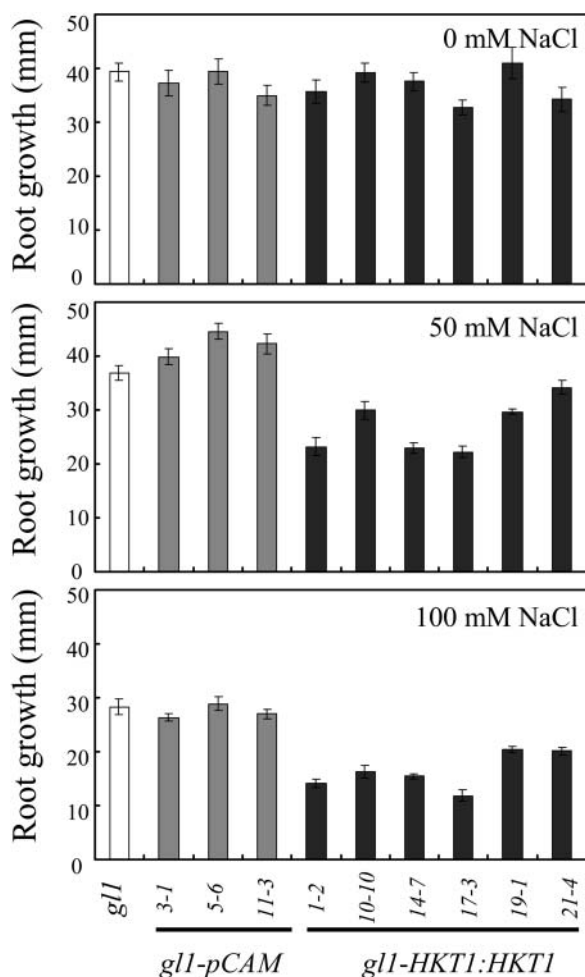 0 mM NaCl
Root growth (mm)
50
40
30
20
10
0
50 mM NaCl
Root growth (mm)
50
40
30
20
10
0
100 mM NaCl
Root growth (mm)
50
40
30
20
10
0
gl1 3-1 5-6 11-3 1-2 10-10 14-7 17-3 19-1 21-4
gl1-pCAM gl1-HKT1:HKT1